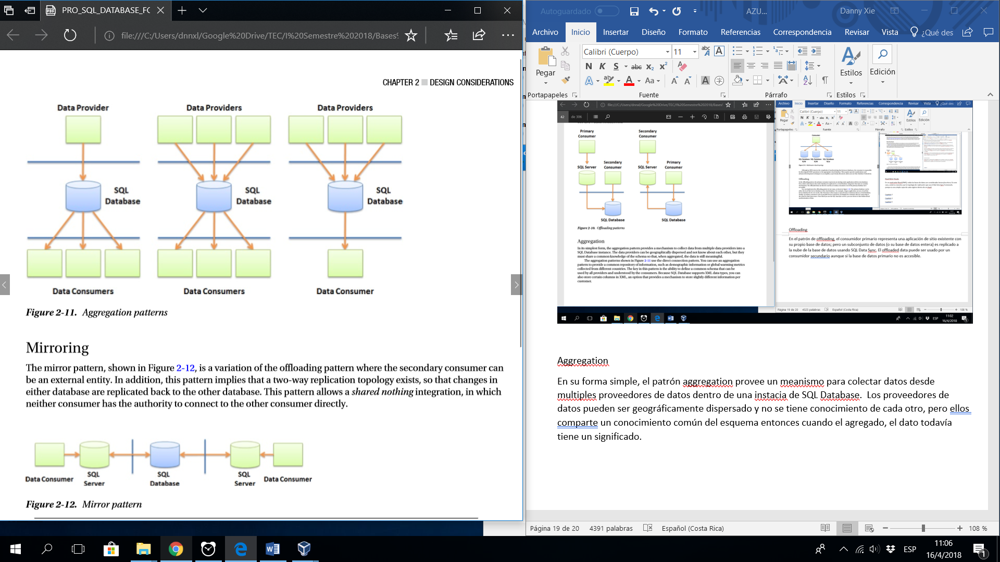 PRO_SQL_DATABASE_FC
file:///C:/Users/dnnxl/Google%20Drive/TEC/I%20Semestre%202018/Bases%
CHAPTER 2 DESIGN CONSIDERATIONS
Data Provider
Data Providers
Data Providers
SQL
Database
SQL
Database
SQL
Database
Data Consumers
Data Consumers
Data Consumer
Figure 2-11. Aggregation patterns
Mirroring
The mirror pattern, shown in Figure 2-12, is a variation of the offloading pattern where the secondary consumer can
be an external entity. In addition, this pattern implies that a two-way replication topology exists, so that changes in
either database are replicated back to the other database. This pattern allows a shared nothing integration, in which
neither consumer has the authority to connect to the other consumer directly.
Data Consumer
SQL
Server
SQL
Database
SQL
Server
Data Consumer
Figure 2-12. Mirror pattern
Autoguardado
AZU...
Danny Xie
Archivo Inicio Insertar Diseño Formato Referencias Correspondencia Revisar Vista ¿Qué des
Pegar
Calibri (Cuerpo) 11
N K S abc x₂ x²
Estilos
Edición
Portapapeles Fuente Párrafo Estilos
42 de 306
Primary
Consumer
Secondary
Consumer
SQL Server
Secondary
Consumer
SQL Server
Primary
Consumer
SQL Database
SQL Database
Figure 2-10. Offloading patterns
Aggregation
In its simplest form, the aggregation pattern provides a mechanism to collect data from multiple data providers into a
SQL Database instance. The data providers can be geographically dispersed and not know about each other, but they
must share a common knowledge of the schema so that, when aggregated, the data is still meaningful.
The aggregation patterns shown in Figure 2-11 use the direct connection pattern. You can use an aggregation
pattern to provide a common repository of information, such as demographic information or global warming metrics
collected from different countries. The key in this pattern is the ability to define a common schema that can be
used by all providers and understood by the consumers. Because SQL Database supports XML data types, you can
also store certain columns in XML, an option that provides a mechanism to store slightly different information per
customer.
Offloading
En el patrón de offloading, el consumidor primario representa una aplicación de sitio existente con
su propio base de datos; pero un subconjunto de datos (o su base de datos entera) es replicado a
la nube de la base de datos usando SQL Data Sync. El offloaded data puede ser usado por un
consumidor secundario aunque si la base de datos primario no es accesible.
Página 19 de 20 4323 palabras Español (Costa Rica) 108 %
ESP 11:02
16/4/2018
Aggregation
En su forma simple, el patrón aggregation provee un meanismo para colectar datos desde
multiples proveedores de datos dentro de una instacia de SQL Database. Los proveedores de
datos pueden ser geográficamente dispersado y no se tiene conocimiento de cada otro, pero ellos
comparte un conocimiento común del esquema entonces cuando el agregado, el dato todavía
tiene un significado.
Página 19 de 20 4391 palabras Español (Costa Rica) 108 %
ESP 11:06
16/4/2018 1